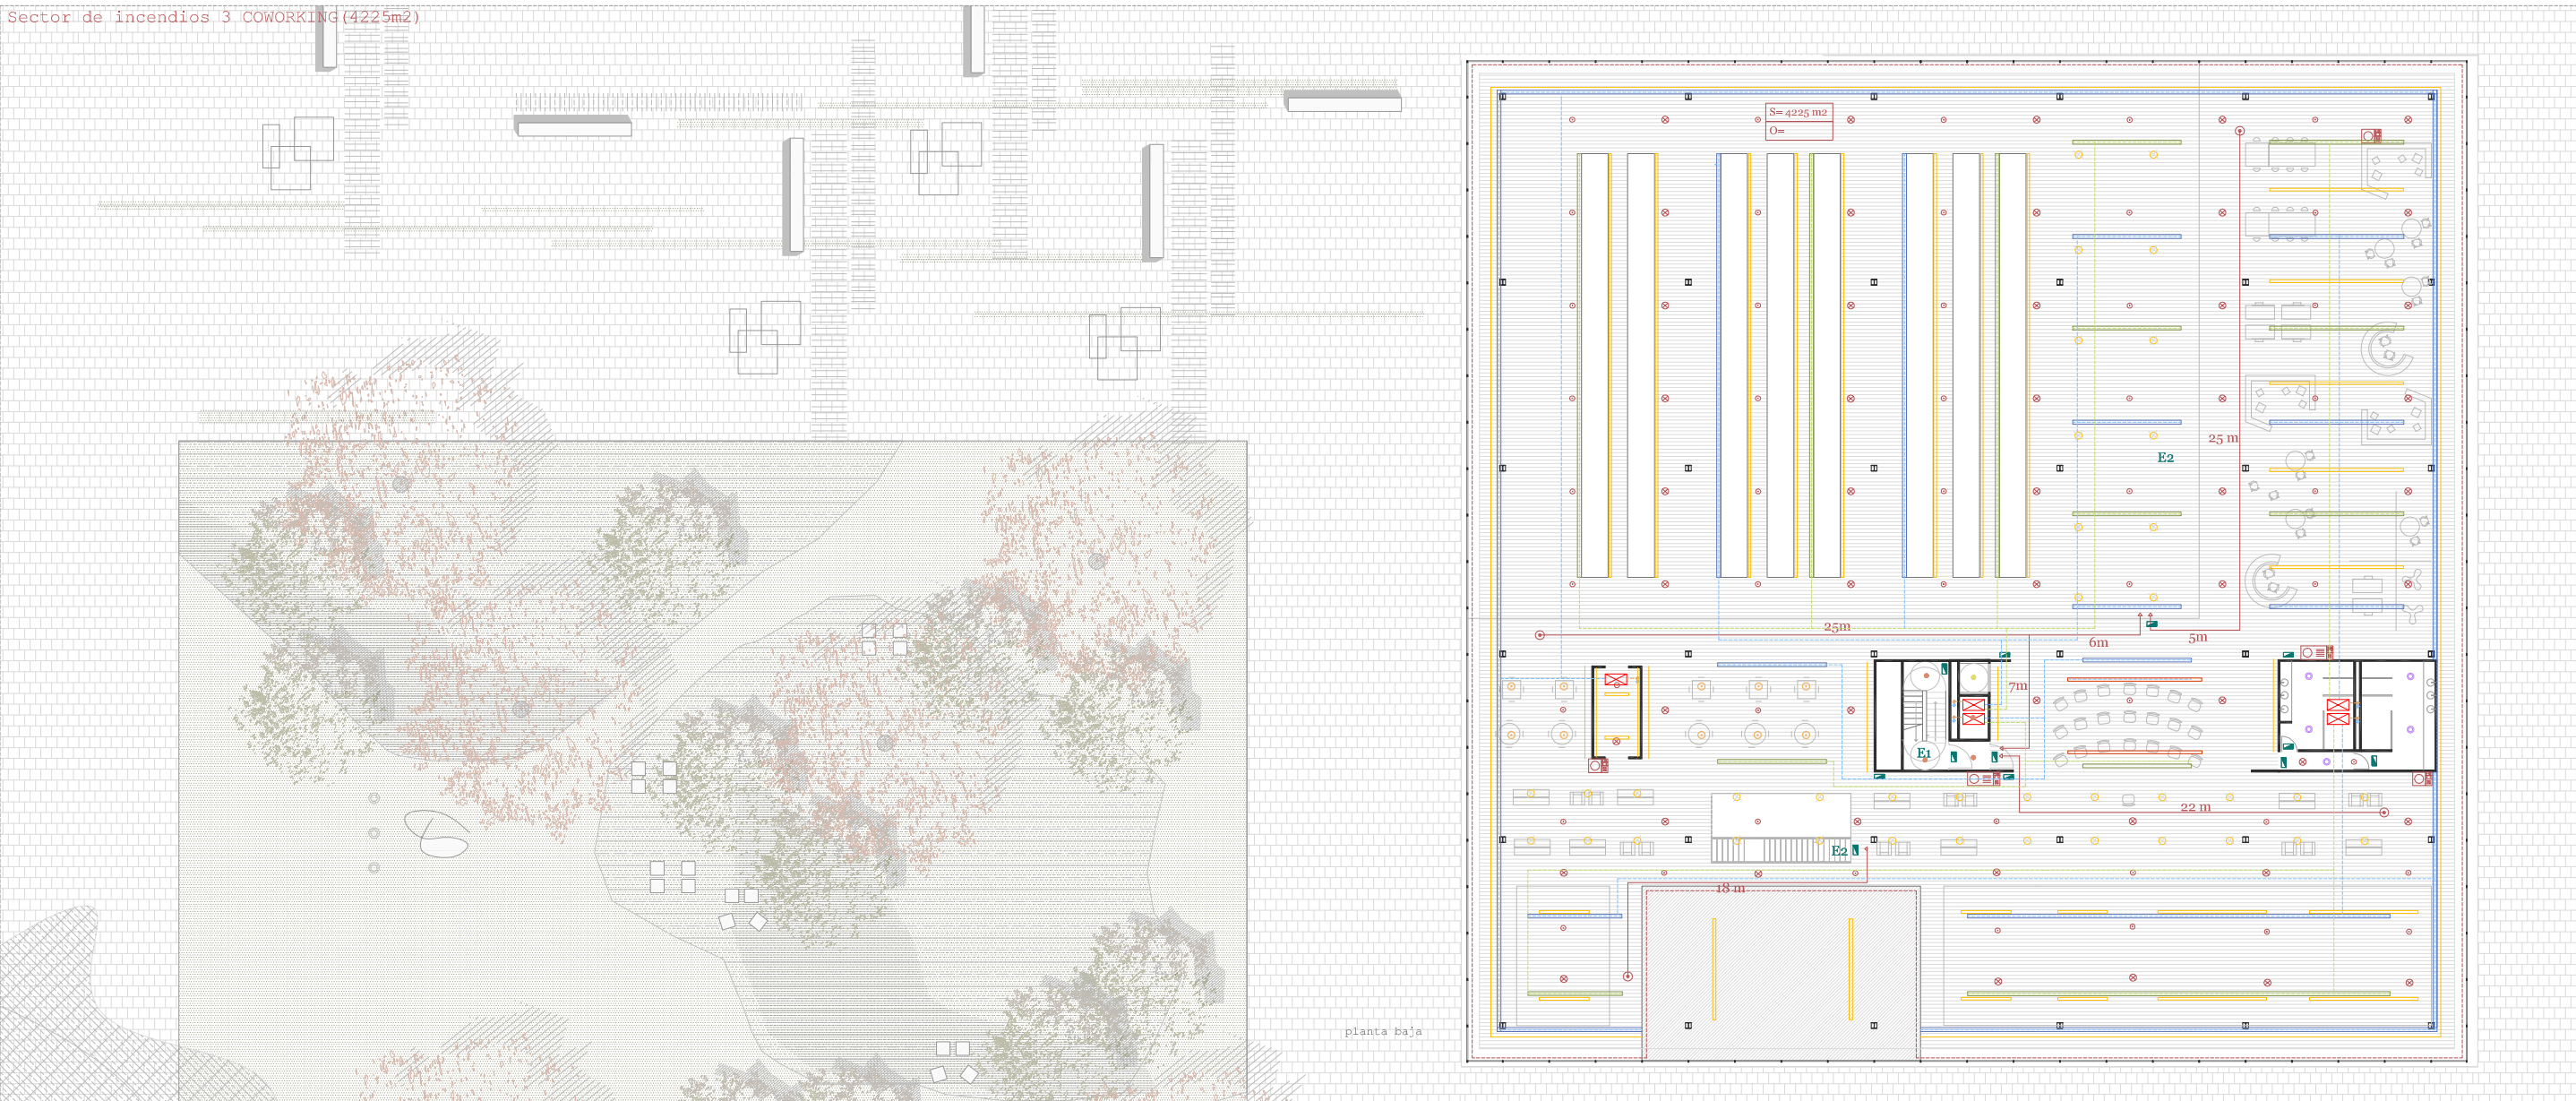 Sector de incendios 3 COWORKING(4225m2)
S= 4225 m2
O=
25 m
E2
25m
6m
5m
7m
E1
22 m
E2
18 m
planta baja